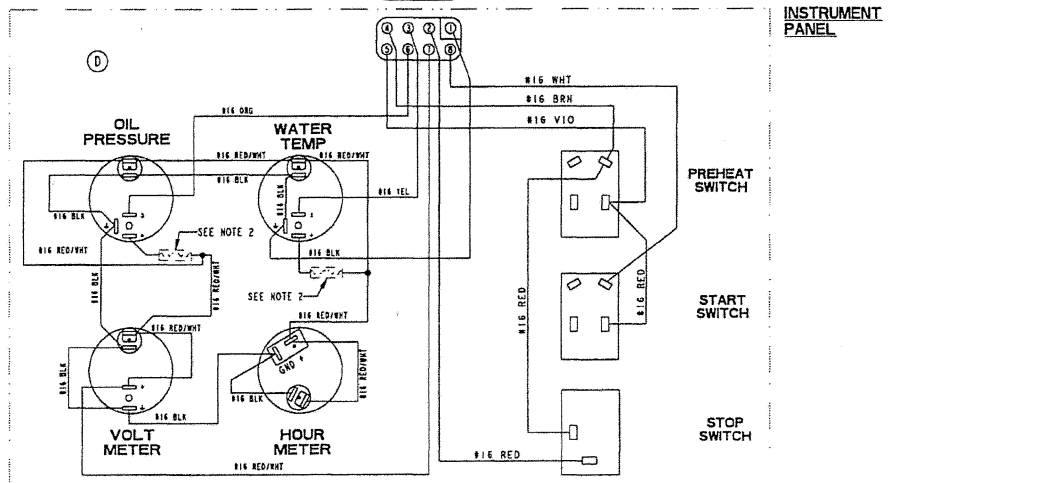 INSTRUMENT
PANEL
4 3 2 1
5 6 7 8
D
#16 WHT
#16 BRN
#16 VIO
#16 ORG
OIL
PRESSURE
WATER
TEMP
#16 RED/WHT
#16 RED/WHT
#16 BLK
#16 BLK
#16 YEL
PREHEAT
SWITCH
#16 BLK
SEE NOTE 2
#16 RED/WHT
#16 BLK
#16 BLK
#16 RED/WHT
SEE NOTE 2
#16 RED
#16 RED
START
SWITCH
#16 RED/WHT
#16 RED/WHT
GND +
#16 BLK
#16 RED/WHT
#16 BLK
#16 BLK
VOLT
METER
HOUR
METER
STOP
SWITCH
#16 RED
#16 RED/WHT